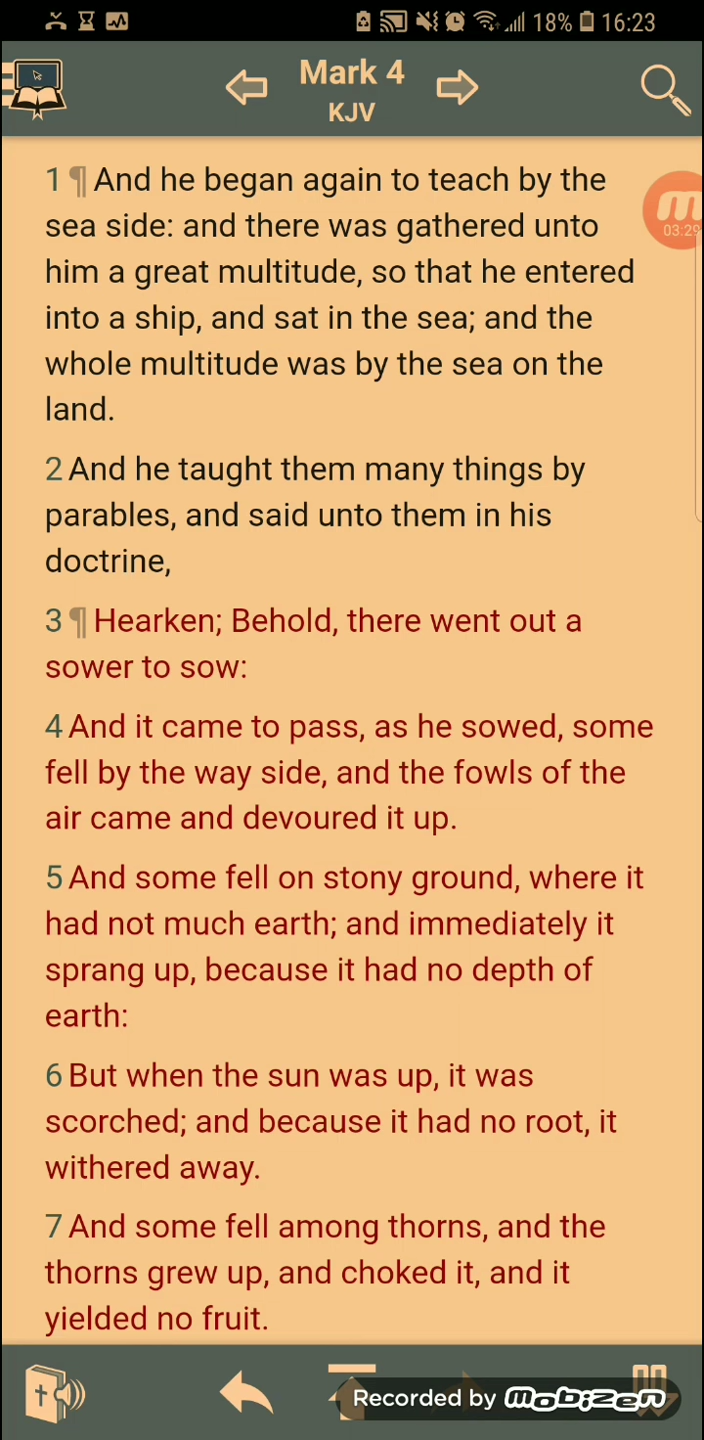 18% 16:23
Mark 4
KJV
1 ¶ And he began again to teach by the
sea side: and there was gathered unto
him a great multitude, so that he entered
into a ship, and sat in the sea; and the
whole multitude was by the sea on the
land.
03:29
2 And he taught them many things by
parables, and said unto them in his
doctrine,
3 ¶ Hearken; Behold, there went out a
sower to sow:
4 And it came to pass, as he sowed, some
fell by the way side, and the fowls of the
air came and devoured it up.
5 And some fell on stony ground, where it
had not much earth; and immediately it
sprang up, because it had no depth of
earth:
6 But when the sun was up, it was
scorched; and because it had no root, it
withered away.
7 And some fell among thorns, and the
thorns grew up, and choked it, and it
yielded no fruit.
Recorded by mobizen